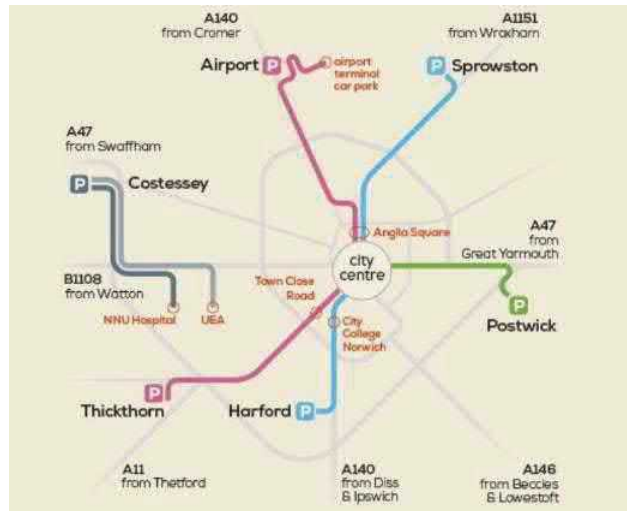 A140
from Cromer
A1151
from Wroxham
Airport P
airport
terminal
car park
P Sprowston
A47
from Swaffham
P Costessey
Anglia Square
A47
from
Great Yarmouth
city
centre
B1108
from Watton
Town Close
Road
NNU Hospital
UEA
City
College
Norwich
P
Postwick
P
Thickthorn
Harford P
A11
from Thetford
A140
from Diss
& Ipswich
A146
from Beccles
& Lowestoft